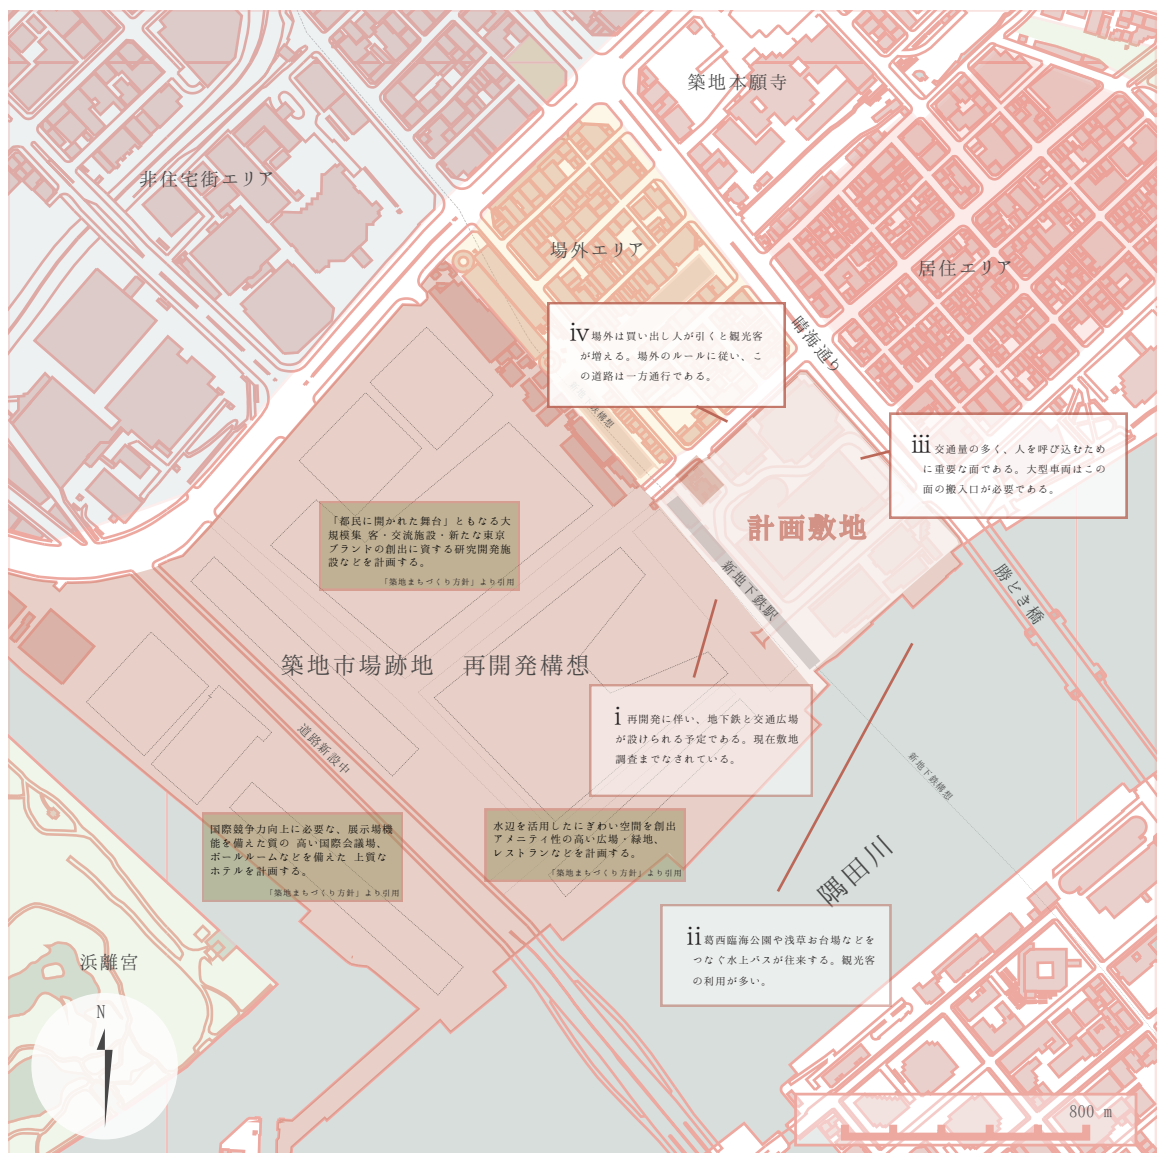 築地本願寺
非住宅街エリア
場外エリア
居住エリア
晴海通り
iv 場外は買い出し人が引くと観光客
が増える。場外のルールに従い、こ
の道路は一方通行である。
iii 交通量の多く、人を呼び込むため
に重要な面である。大型車両はこの
面の搬入口が必要である。
計画敷地
「都民に開かれた舞台」ともなる大
規模集 客・交流施設・新たな東京
ブランドの創出に資する研究開発施
設などを計画する。
「築地まちづくり方針」より引用
新地下鉄駅
勝どき橋
築地市場跡地 再開発構想
i 再開発に伴い、地下鉄と交通広場
が設けられる予定である。現在敷地
調査までなされている。
道路新設中
新地下鉄構想
国際競争力向上に必要な、展示場機
能を備えた質の 高い国際会議場、
ボールルームなどを備えた 上質な
ホテルを計画する。
「築地まちづくり方針」より引用
水辺を活用したにぎわい空間を創出
アメニティ性の高い広場・緑地、
レストランなどを計画する。
「築地まちづくり方針」より引用
隅田川
ii 葛西臨海公園や浅草お台場などを
つなぐ水上バスが往来する。観光客
の利用が多い。
浜離宮
N
800 m